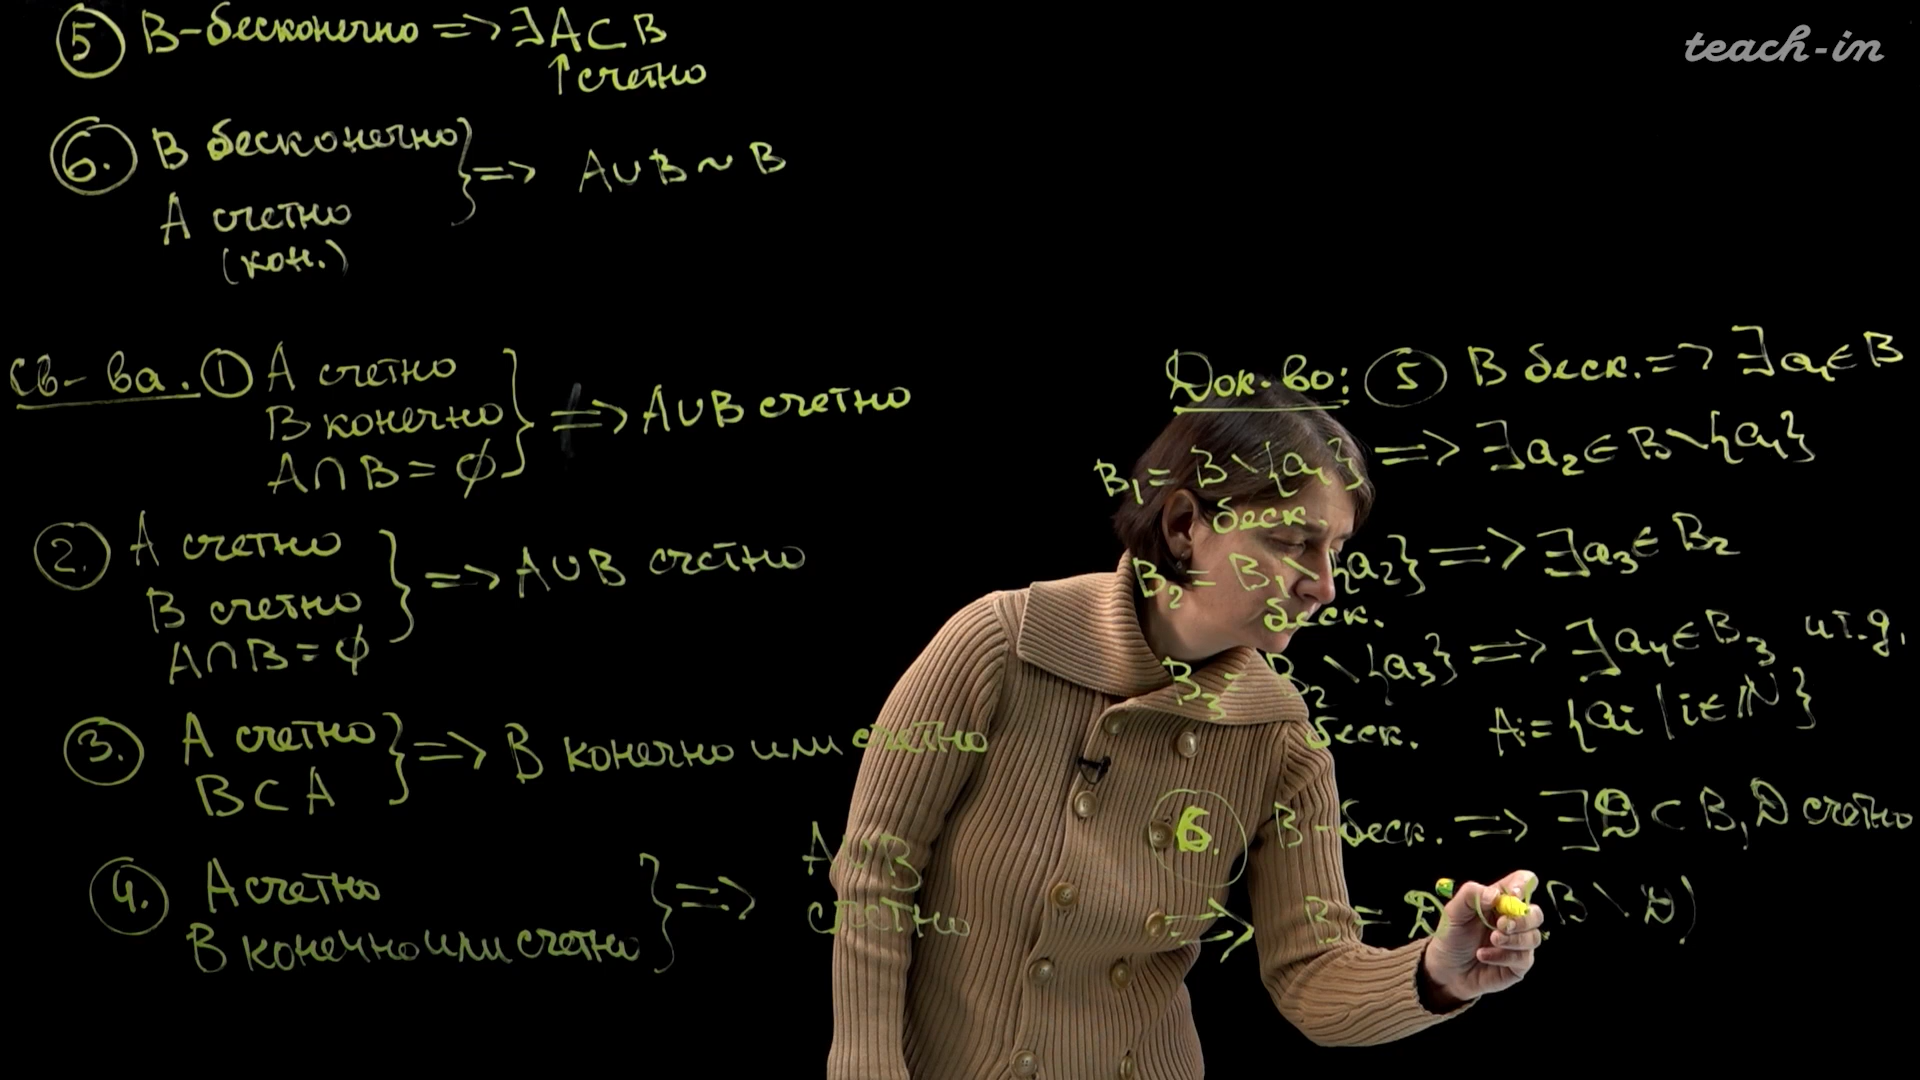 teach-in
⑤ B-бесконечно => ∃A⊂B
↑счетно
⑥. B бесконечно
A счетно
(кон.)
} => A∪B ~ B
Св-ва. ① A счетно
B конечно
A∩B = ∅
} => A∪B счетно
②. A счетно
B счетно
A∩B = ∅
} => A∪B счетно
③. A счетно
B⊂A
} => B конечно или счетно
④. A счетно
B конечно или счетно
} => A∪B
счетно
Док-во: ⑤ B беск. => ∃a₁∈B
B₁ = B\{a₁} => ∃a₂∈B\{a₁}
беск.
B₂ = B₁\{a₂} => ∃a₃∈B₂
беск.
B₃ = B₂\{a₃} => ∃a₄∈B₃ и т.д.
беск. A:= {aᵢ | i∈ℕ}
⑥. B-беск. => ∃D⊂B, D счетно
=> B = D (B\D)